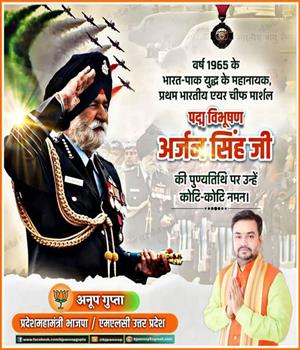 वर्ष 1965 के
भारत-पाक युद्ध के महानायक,
प्रथम भारतीय एयर चीफ मार्शल
पद्म विभूषण
अर्जन सिंह जी
की पुण्यतिथि पर उन्हें
कोटि-कोटि नमन।
अनूप गुप्ता
प्रदेशमहामंत्री भाजपा / एमएलसी उत्तर प्रदेश